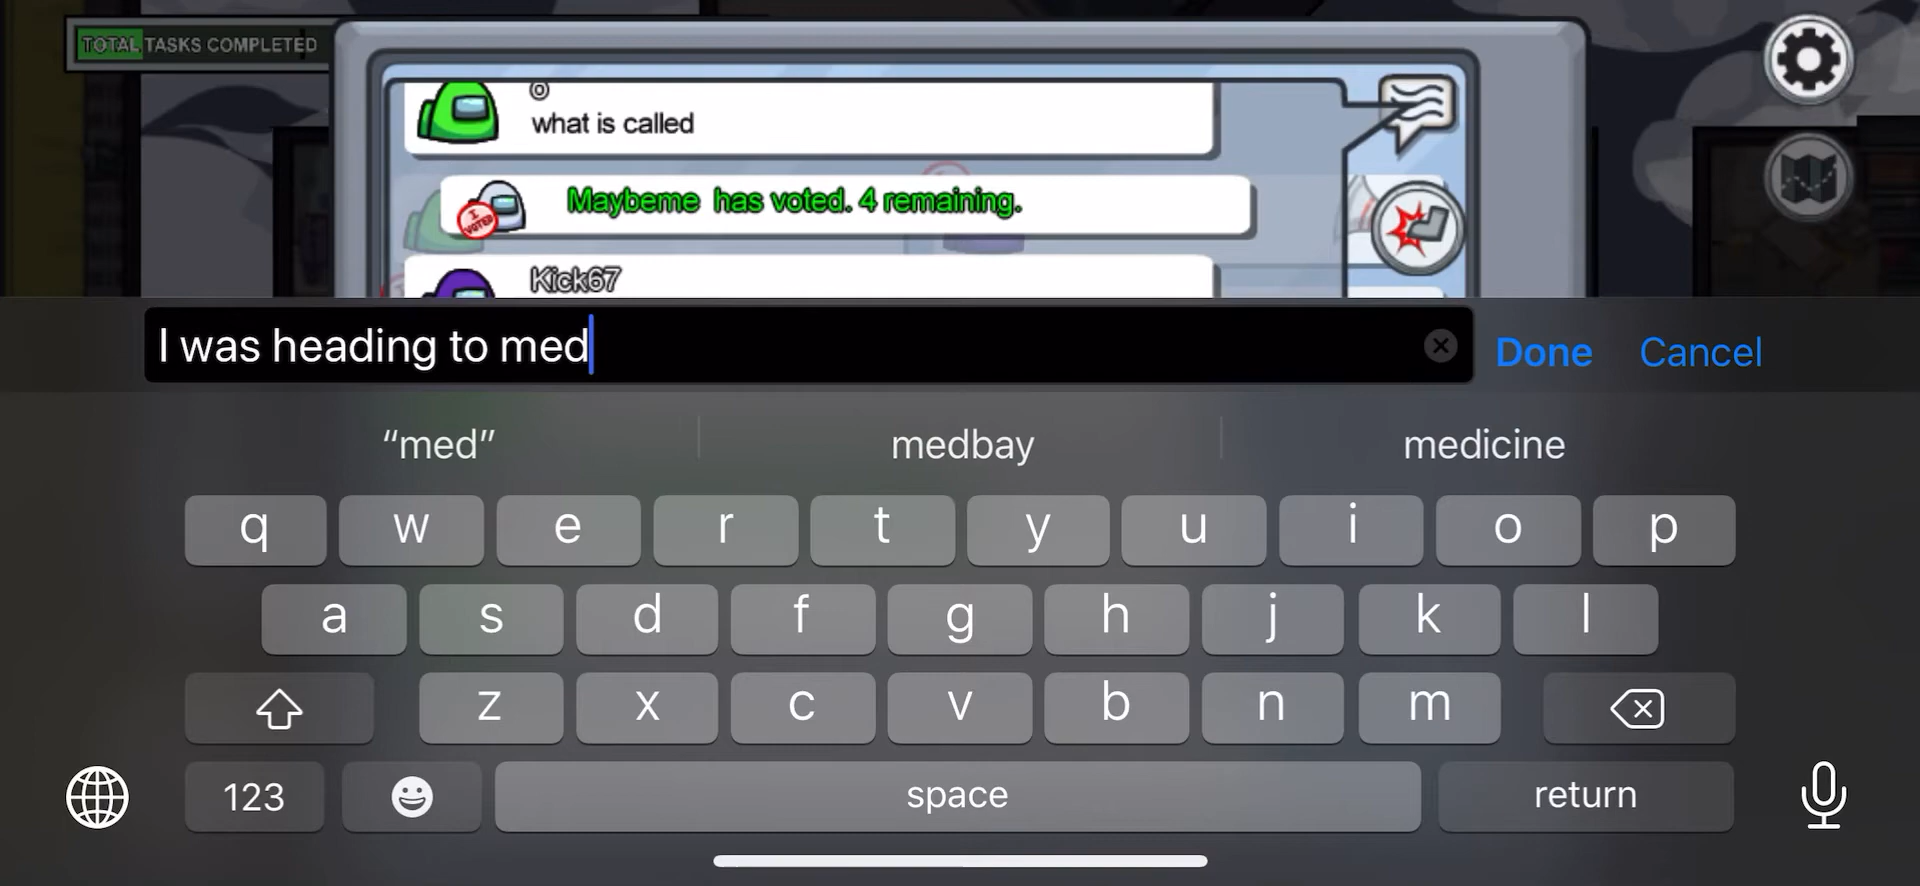 TOTAL TASKS COMPLETED
o
what is called
I VOTED
Maybeme has voted. 4 remaining.
Kick67
I was heading to med
Done
Cancel
“med”
medbay
medicine
q w e r t y u i o p
a s d f g h j k l
z x c v b n m
123
space
return